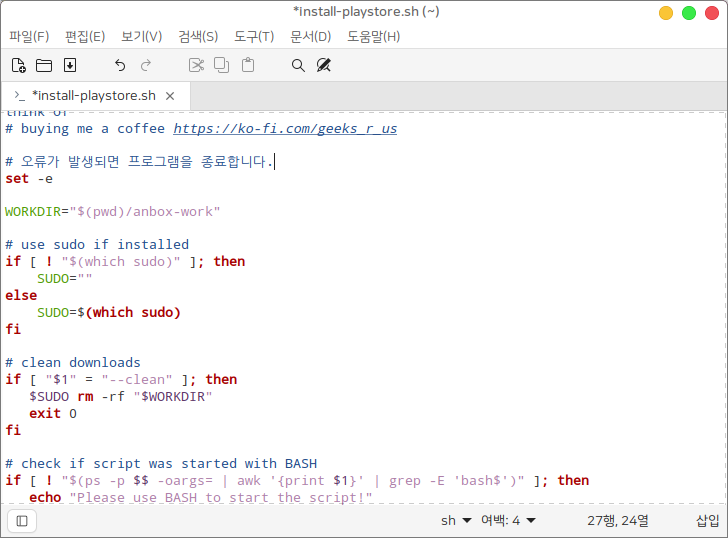 *Install-playstore.sh (~)
파일(F) 편집(E) 보기(V) 검색(S) 도구(T) 문서(D) 도움말(H)
>_ *install-playstore.sh ×
think of
# buying me a coffee https://ko-fi.com/geeks_r_us
# 오류가 발생되면 프로그램을 종료합니다.
set -e
WORKDIR="$(pwd)/anbox-work"
# use sudo if installed
if [ ! "$(which sudo)" ]; then
    SUDO=""
else
    SUDO=$(which sudo)
fi
# clean downloads
if [ "$1" = "--clean" ]; then
   $SUDO rm -rf "$WORKDIR"
   exit 0
fi
# check if script was started with BASH
if [ ! "$(ps -p $$ -oargs= | awk '{print $1}' | grep -E 'bash$')" ]; then
   echo "Please use BASH to start the script!"
sh 여백: 4 27행, 24열 삽입